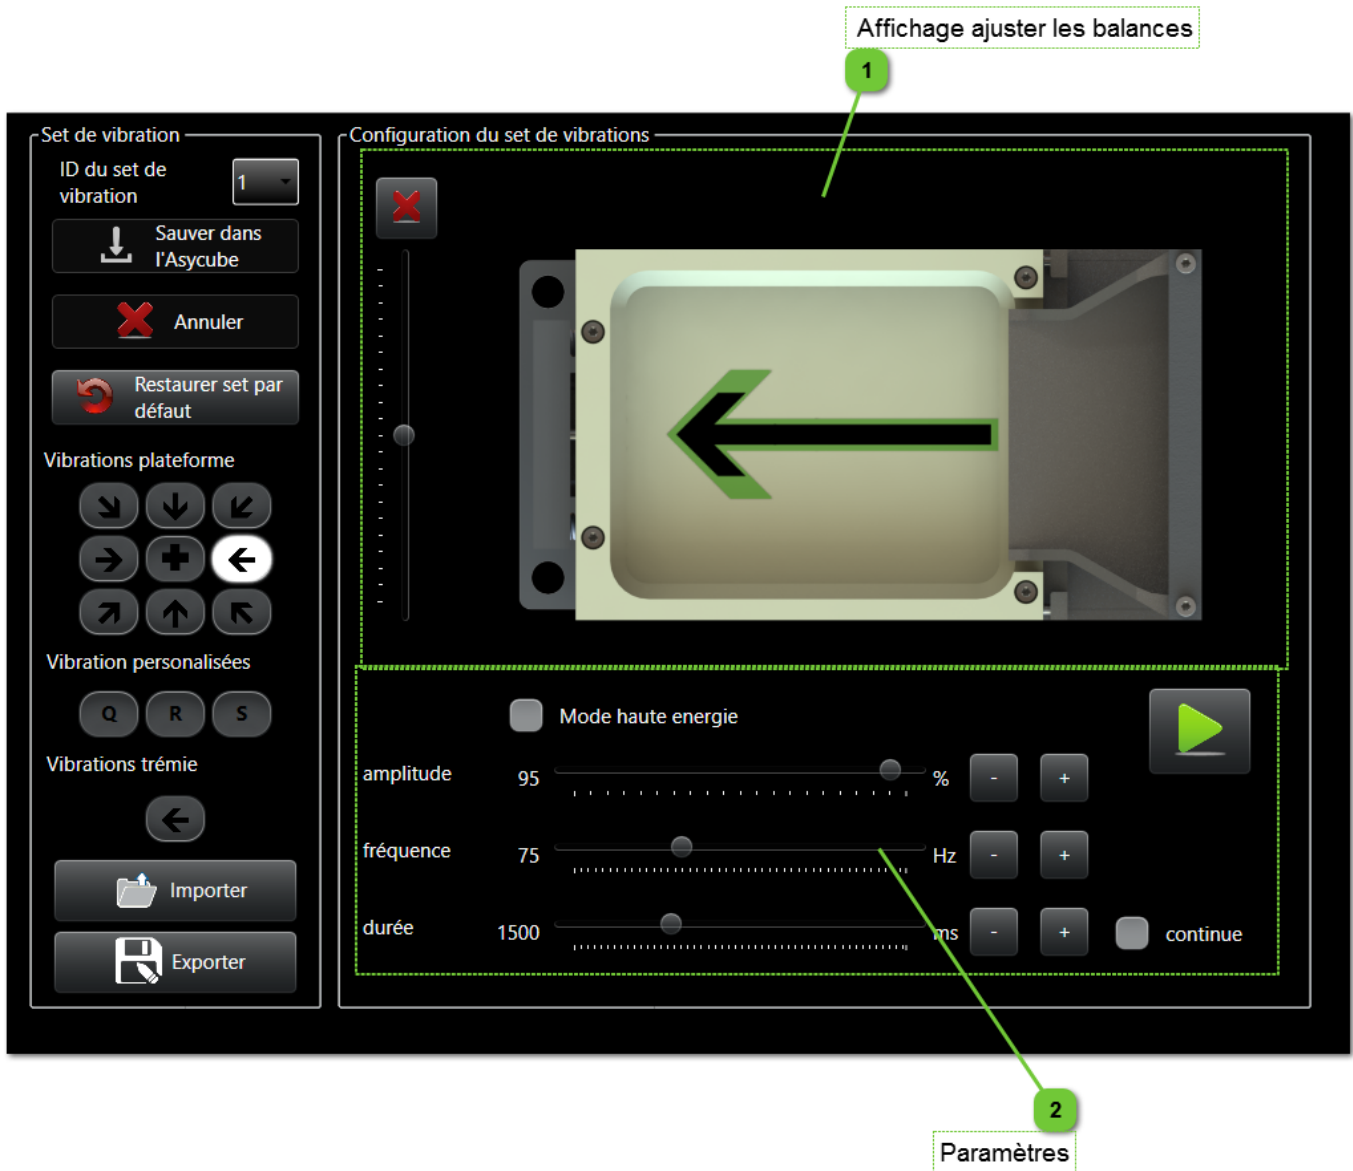 Affichage ajuster les balances
1
Set de vibration
ID du set de
vibration
1
Sauver dans
l'Asycube
Annuler
Restaurer set par
défaut
Vibrations plateforme
Vibration personalisées
Q R S
Vibrations trémie
Importer
Exporter
Configuration du set de vibrations
Mode haute energie
amplitude 95 % - +
fréquence 75 Hz - +
durée 1500 ms - + continue
2
Paramètres